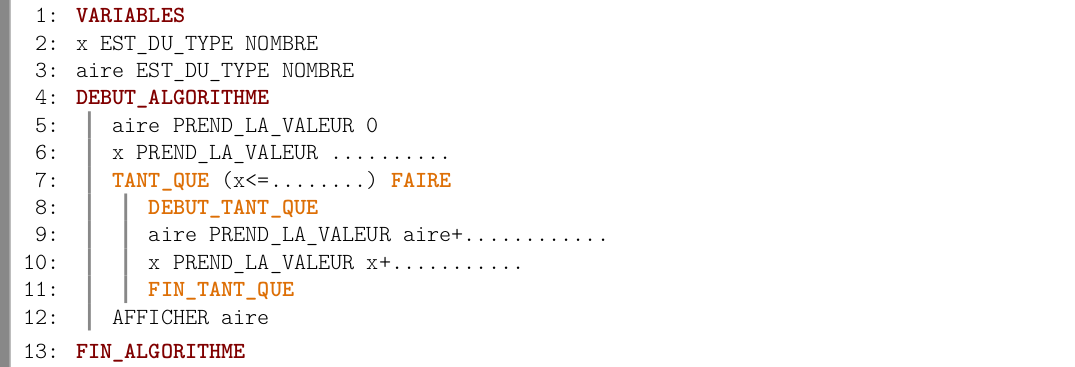 1: VARIABLES
2: x EST_DU_TYPE NOMBRE
3: aire EST_DU_TYPE NOMBRE
4: DEBUT_ALGORITHME
5: aire PREND_LA_VALEUR 0
6: x PREND_LA_VALEUR ..........
7: TANT_QUE (x<=........) FAIRE
8: DEBUT_TANT_QUE
9: aire PREND_LA_VALEUR aire+............
10: x PREND_LA_VALEUR x+...........
11: FIN_TANT_QUE
12: AFFICHER aire
13: FIN_ALGORITHME